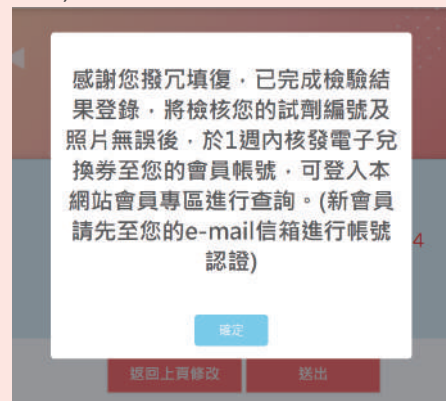 感謝您撥冗填復，已完成檢驗結
果登錄，將檢核您的試劑編號及
照片無誤後，於1週內核發電子兌
換券至您的會員帳號，可登入本
網站會員專區進行查詢。(新會員
請先至您的e-mail信箱進行帳號
認證)
4
確定
返回上頁修改
送出